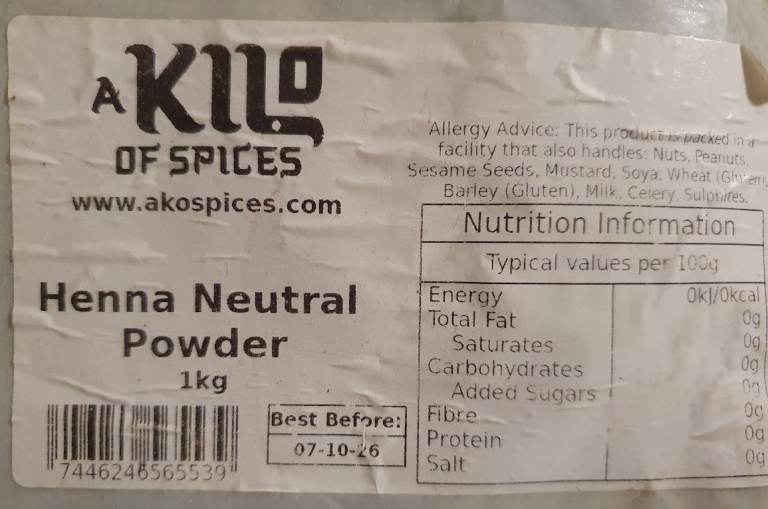 A KILO
OF SPICES
www.akospices.com
Henna Neutral
Powder
1kg
7446246565539
Best Before:
07-10-26
Allergy Advice: This product is packed in a
facility that also handles: Nuts, Peanuts,
Sesame Seeds, Mustard, Soya, Wheat (Gluten),
Barley (Gluten), Milk, Celery, Sulphites.
Nutrition Information
Typical values per 100g
Energy 0kJ/0kcal
Total Fat 0g
Saturates 0g
Carbohydrates 0g
Added Sugars 0g
Fibre 0g
Protein 0g
Salt 0g